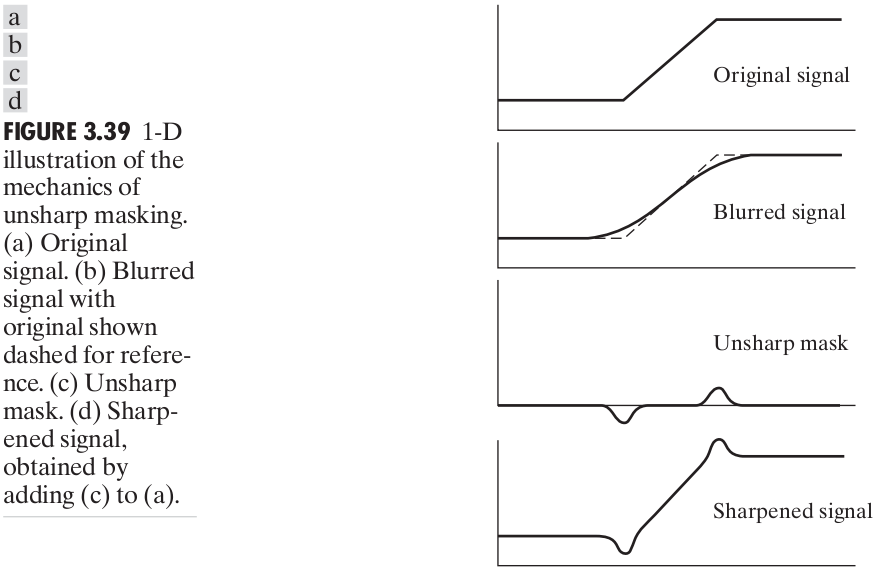 a
b
c
d
FIGURE 3.39 1-D
illustration of the
mechanics of
unsharp masking.
(a) Original
signal. (b) Blurred
signal with
original shown
dashed for refere-
nce. (c) Unsharp
mask. (d) Sharp-
ened signal,
obtained by
adding (c) to (a).
Original signal
Blurred signal
Unsharp mask
Sharpened signal